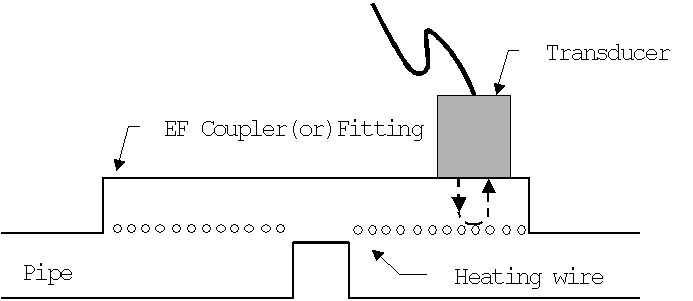 Transducer
EF Coupler(or)Fitting
Pipe
Heating wire